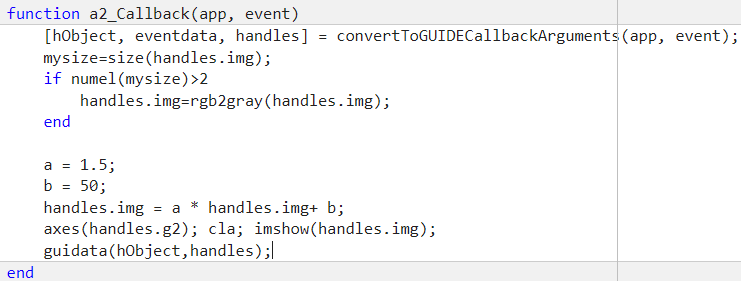 function a2_Callback(app, event)
    [hObject, eventdata, handles] = convertToGUIDECallbackArguments(app, event);
    mysize=size(handles.img);
    if numel(mysize)>2
        handles.img=rgb2gray(handles.img);
    end

    a = 1.5;
    b = 50;
    handles.img = a * handles.img+ b;
    axes(handles.g2); cla; imshow(handles.img);
    guidata(hObject,handles);
end